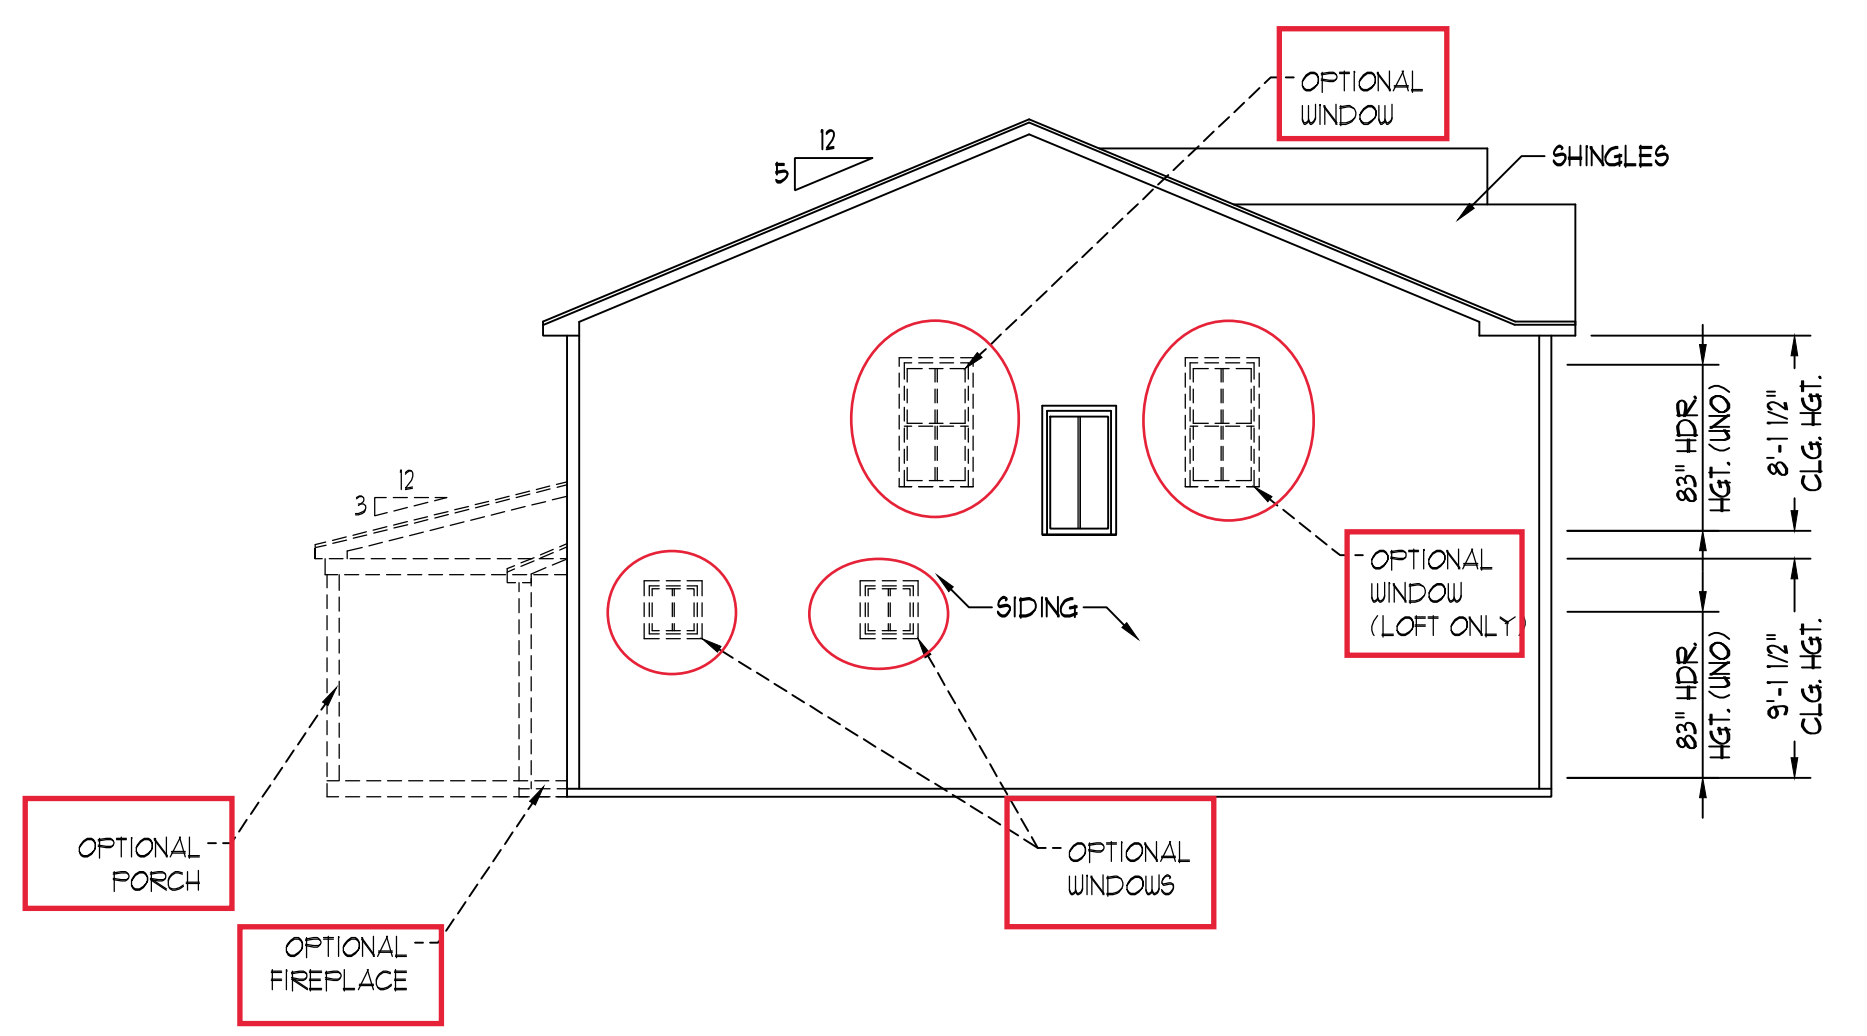 OPTIONAL
WINDOW
12
5
SHINGLES
12
3
83" HDR.
HGT. (UNO)
8'-1 1/2"
CLG. HGT.
OPTIONAL
WINDOW
(LOFT ONLY)
SIDING
83" HDR.
HGT. (UNO)
9'-1 1/2"
CLG. HGT.
OPTIONAL
PORCH
OPTIONAL
WINDOWS
OPTIONAL
FIREPLACE